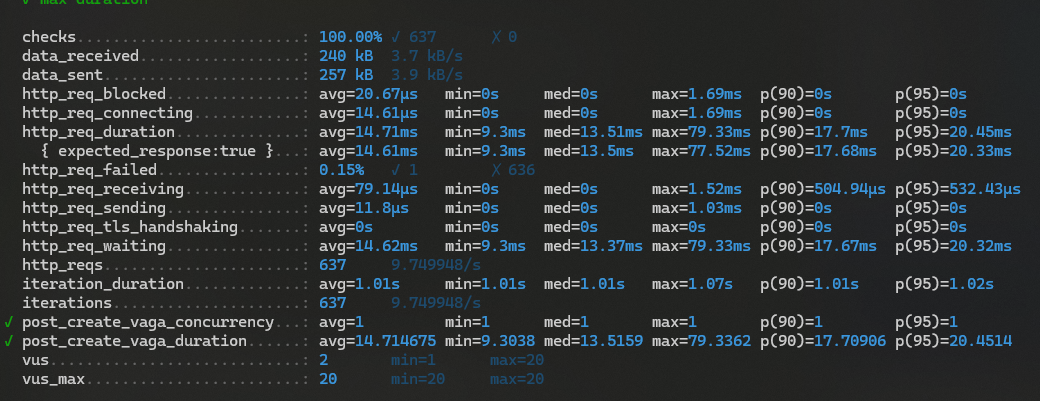 ✓ max duration
checks.........................: 100.00% ✓ 637      ✗ 0
data_received..................: 240 kB  3.7 kB/s
data_sent......................: 257 kB  3.9 kB/s
http_req_blocked...............: avg=20.67µs   min=0s     med=0s      max=1.69ms  p(90)=0s       p(95)=0s
http_req_connecting............: avg=14.61µs   min=0s     med=0s      max=1.69ms  p(90)=0s       p(95)=0s
http_req_duration..............: avg=14.71ms   min=9.3ms  med=13.51ms max=79.33ms p(90)=17.7ms   p(95)=20.45ms
{ expected_response:true }...: avg=14.61ms   min=9.3ms  med=13.5ms  max=77.52ms p(90)=17.68ms  p(95)=20.33ms
http_req_failed................: 0.15%   ✓ 1        ✗ 636
http_req_receiving.............: avg=79.14µs   min=0s     med=0s      max=1.52ms  p(90)=504.94µs p(95)=532.43µs
http_req_sending...............: avg=11.8µs    min=0s     med=0s      max=1.03ms  p(90)=0s       p(95)=0s
http_req_tls_handshaking.......: avg=0s        min=0s     med=0s      max=0s      p(90)=0s       p(95)=0s
http_req_waiting...............: avg=14.62ms   min=9.3ms  med=13.37ms max=79.33ms p(90)=17.67ms  p(95)=20.32ms
http_reqs......................: 637     9.749948/s
iteration_duration.............: avg=1.01s     min=1.01s  med=1.01s   max=1.07s   p(90)=1.01s    p(95)=1.02s
iterations.....................: 637     9.749948/s
✓ post_create_vaga_concurrency...: avg=1         min=1      med=1       max=1       p(90)=1        p(95)=1
✓ post_create_vaga_duration......: avg=14.714675 min=9.3038 med=13.5159 max=79.3362 p(90)=17.70906 p(95)=20.4514
vus............................: 2       min=1      max=20
vus_max........................: 20      min=20     max=20